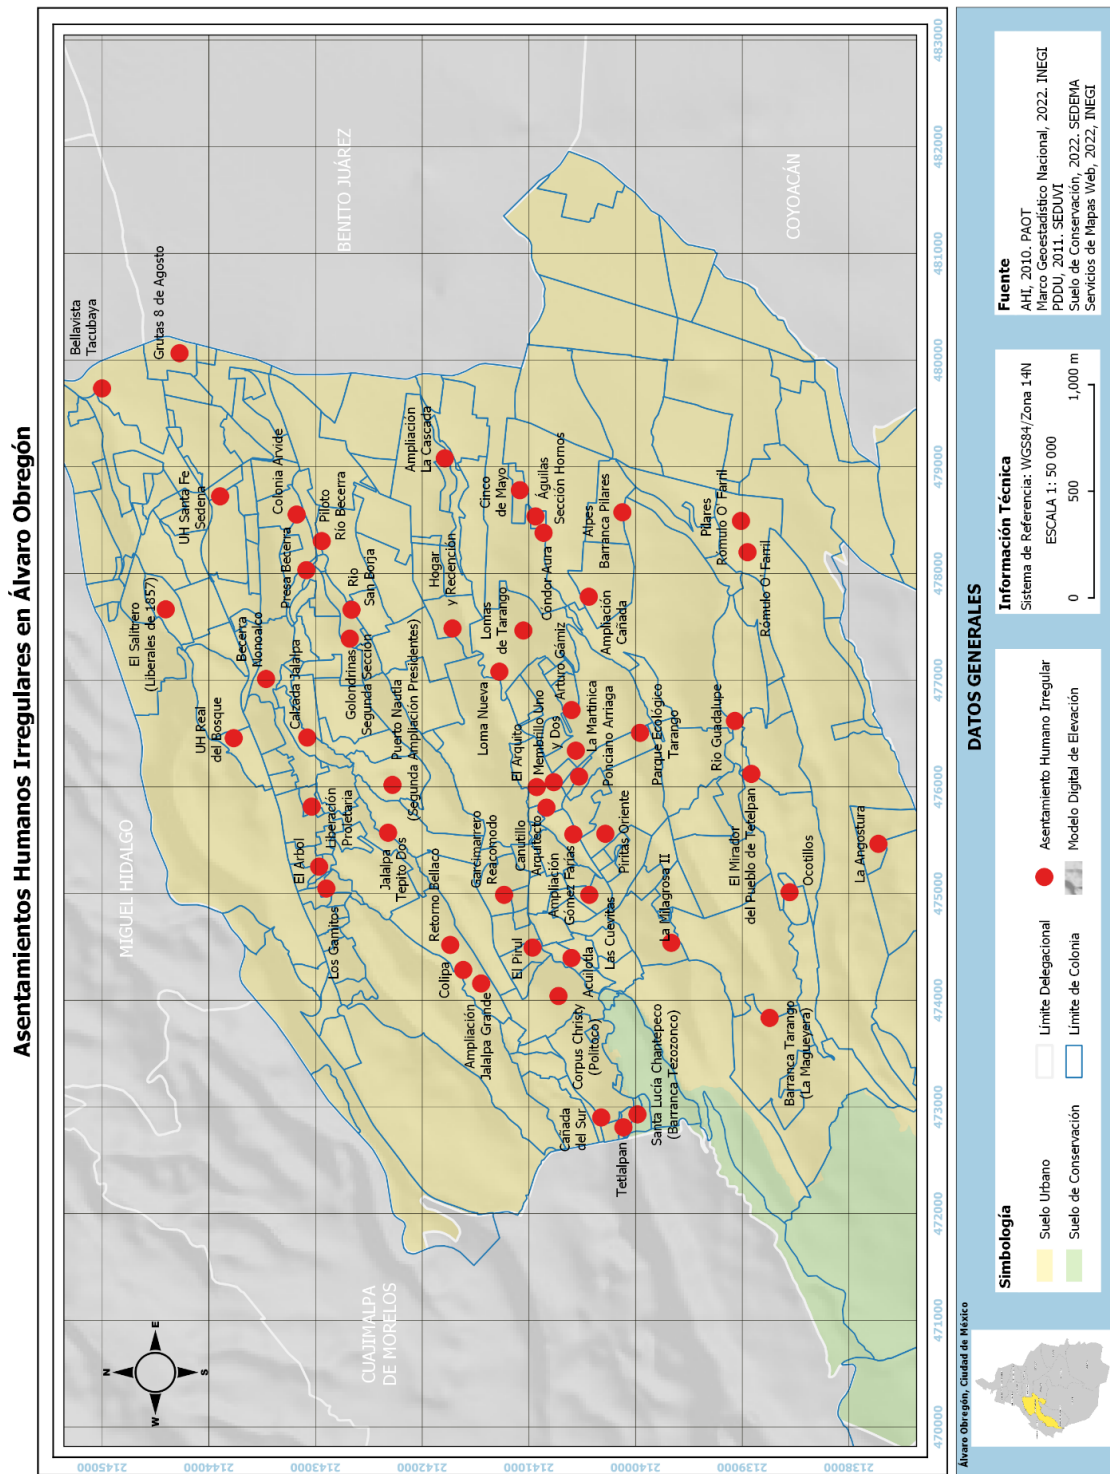 Asentamientos Humanos Irregulares en Álvaro Obregón
MIGUEL HIDALGO
BENITO JUÁREZ
COYOACÁN
CUAJIMALPA
DE MORELOS
N
E
S
W
Bellavista
Tacubaya
Grutas 8 de Agosto
El Salitrero
(Liberales de 1857)
UH Santa Fe
Sedena
Colonia Arvide
Piloto
Río Becerra
Presa Becerra
UH Real
del Bosque
Becerra
Nonoalco
Calzada Jalalpa
Río
San Borja
Golondrinas
Segunda Sección
El Árbol
Liberación
Proletaria
Los Gamitos
Puerto Nautla
(Segunda Ampliación Presidentes)
Jalalpa
Tepito Dos
Retorno Bellaco
Colipa
Ampliación
Jalalpa Grande
Ampliación
La Cascada
Hogar
y Redención
Cinco
de Mayo
Águilas
Sección Hornos
Cóndor Aura
Lomas
de Tarango
Loma Nueva
Alpes
Barranca Pilares
Ampliación
Cañada
Arturo Gámiz
La Martinica
El Arquito
Membrillo Uno
y Dos
Ponciano Arriaga
Canutillo
Arquitecto
Garcimarrero
Reacomodo
Ampliación
Gómez Farías
Piritas Oriente
Las Cuevitas
El Pirul
Acuilotla
Corpus Christy
(Politoco)
Parque Ecológico
Tarango
Pilares
Rómulo O´ Farril
Rómulo O´ Farril
Río Guadalupe
El Mirador
del Pueblo de Tetelpan
La Milagrosa II
Ocotillos
La Angostura
Barranca Tarango
(La Magueyera)
Cañada
del Sur
Tetlalpan
Santa Lucía Chantepeco
(Barranca Tezozonco)
2145000
2144000
2143000
2142000
2141000
2140000
2139000
2138000
470000
471000
472000
473000
474000
475000
476000
477000
478000
479000
480000
481000
482000
483000
DATOS GENERALES
Álvaro Obregón, Ciudad de México
Simbología
Suelo Urbano
Límite Delegacional
Asentamiento Humano Irregular
Suelo de Conservación
Límite de Colonia
Modelo Digital de Elevación
Información Técnica
Sistema de Referencia: WGS84/Zona 14N
ESCALA 1: 50 000
0
500
1,000 m
Fuente
AHI, 2010. PAOT
Marco Geoestadístico Nacional, 2022. INEGI
PDDU, 2011. SEDUVI
Suelo de Conservación, 2022. SEDEMA
Servicios de Mapas Web, 2022, INEGI